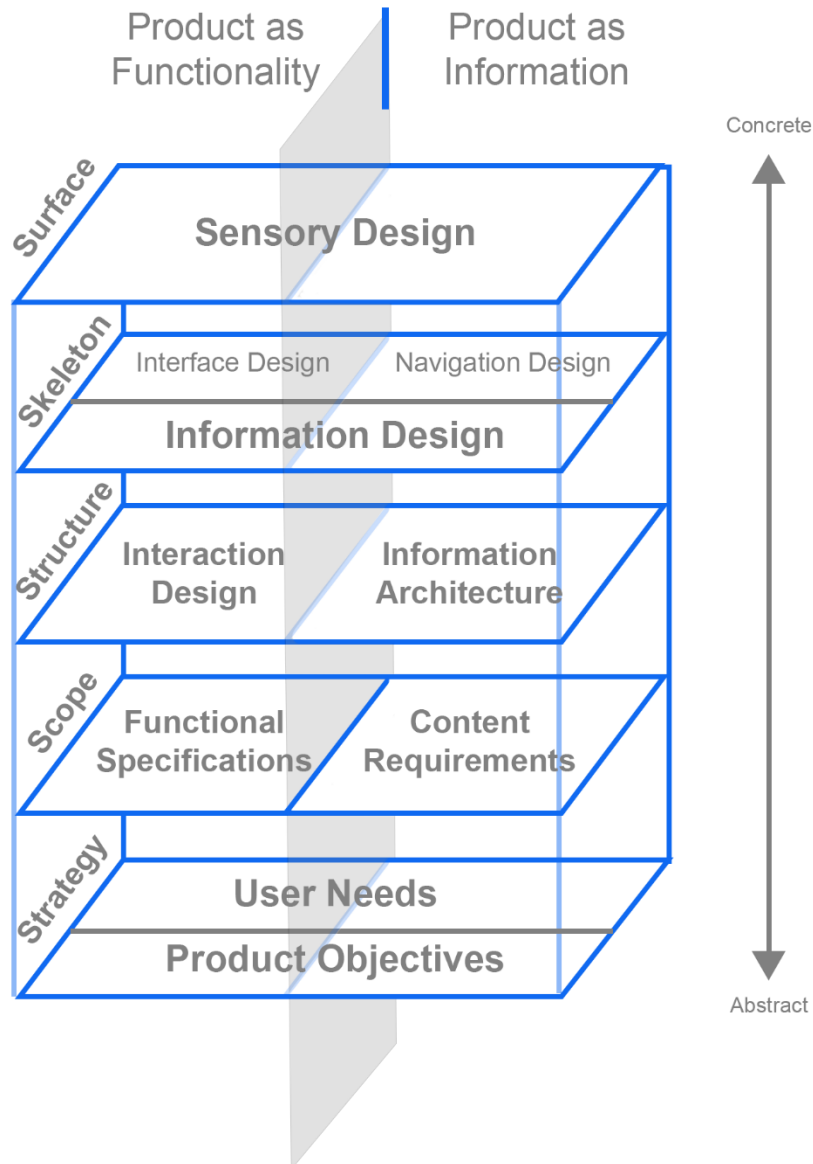 Product as
Functionality
Product as
Information
Concrete
Surface
Sensory Design
Skeleton
Interface Design
Navigation Design
Information Design
Structure
Interaction
Design
Information
Architecture
Scope
Functional
Specifications
Content
Requirements
Strategy
User Needs
Product Objectives
Abstract